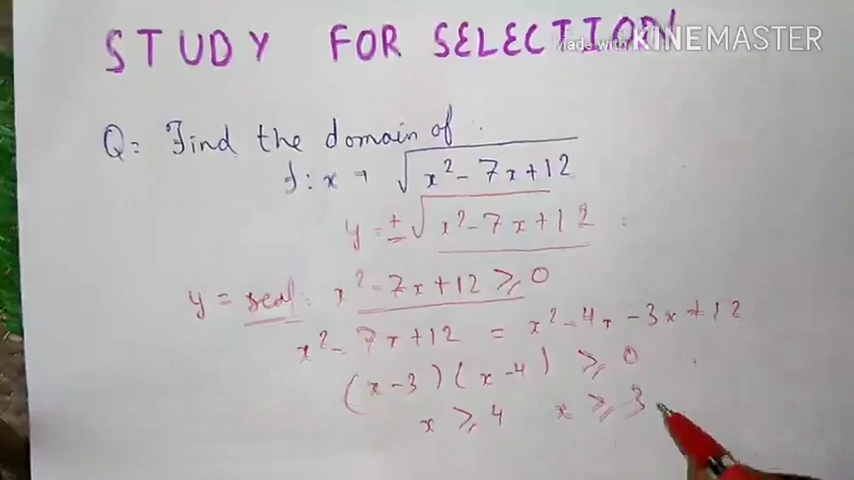 STUDY FOR SELECTION!
Made with KINEMASTER
Q= Find the domain of
f: x → √x² - 7x + 12
y = ± √x² - 7x + 12
y = real: x² - 7x + 12 ≥ 0
x² - 7x + 12 = x² - 4x - 3x + 12
(x - 3) (x - 4) ≥ 0
x ≥ 4 x ≥ 3